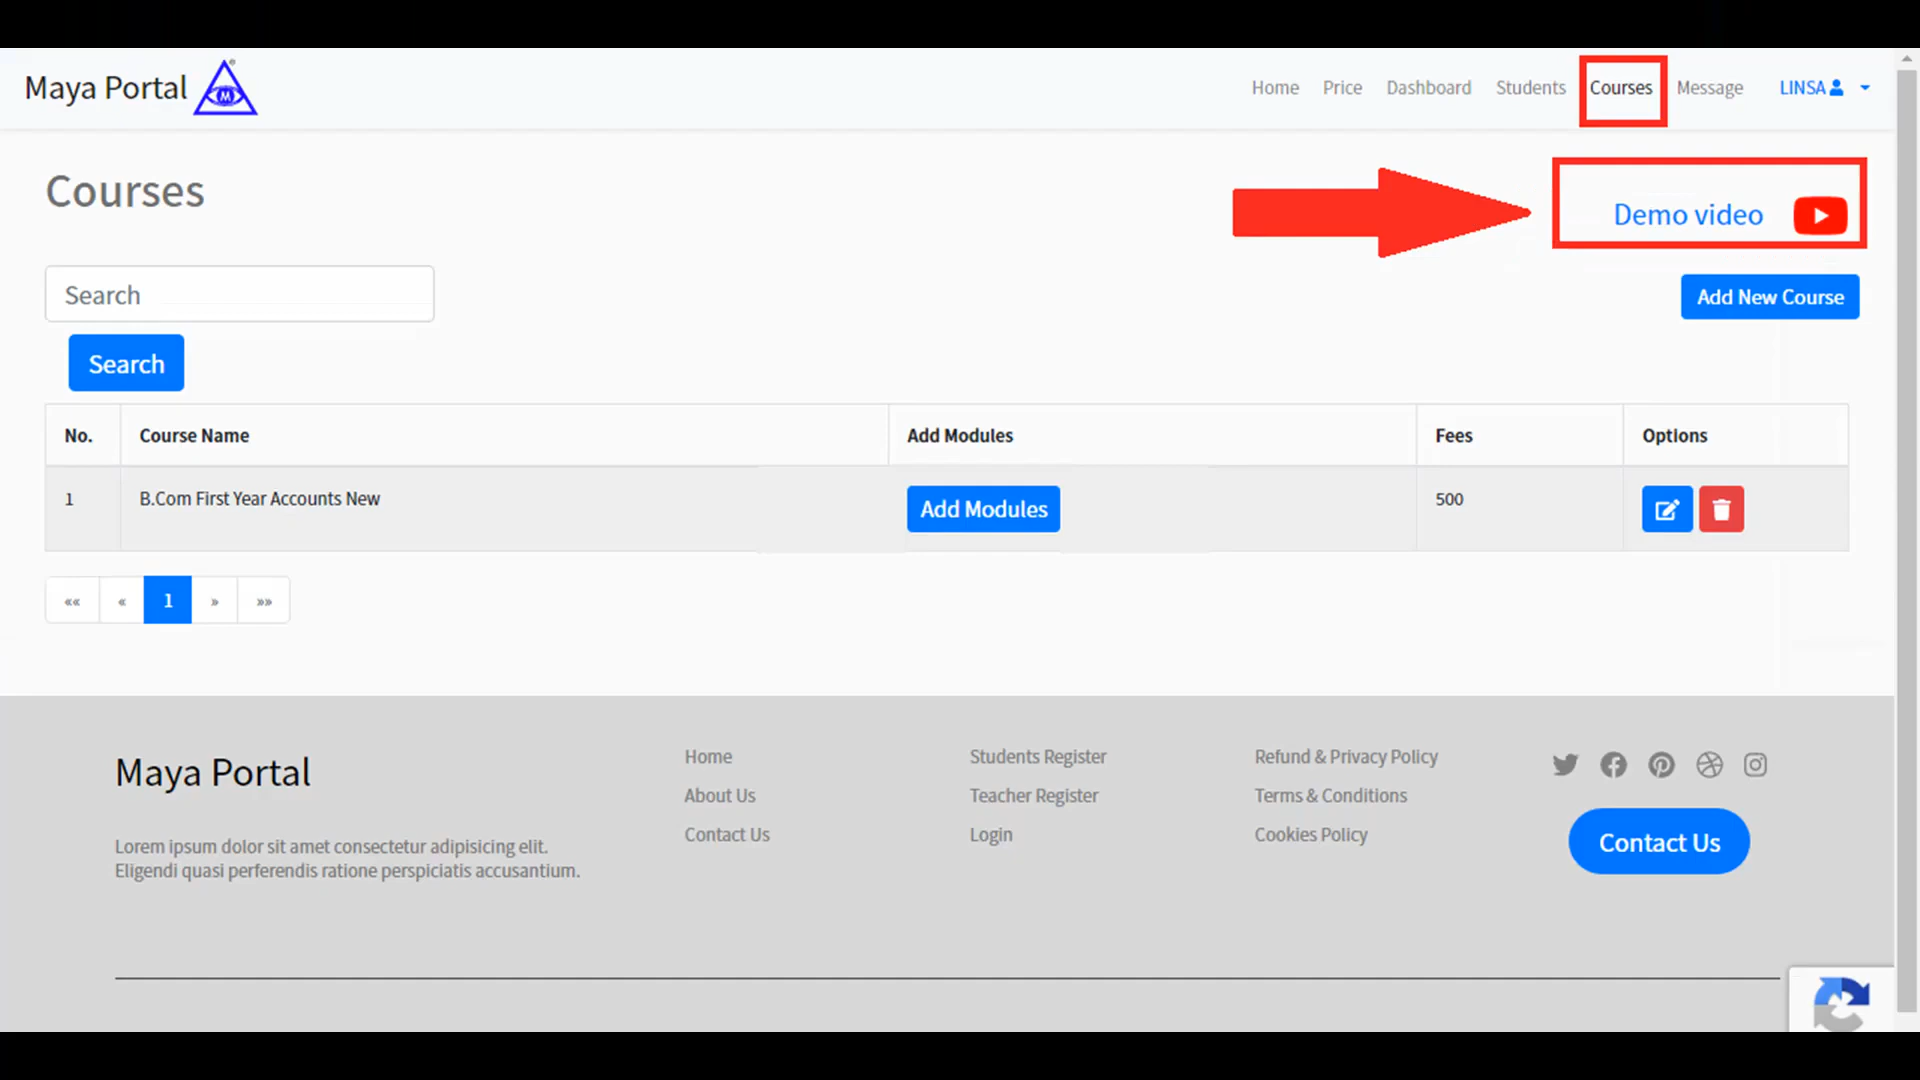 Maya Portal
M
Home Price Dashboard Students Courses Message LINSA
Courses
Demo video
Search
Add New Course
Search
No. Course Name Add Modules Fees Options
1 B.Com First Year Accounts New Add Modules 500
«« « 1 » »»
Maya Portal
Lorem ipsum dolor sit amet consectetur adipisicing elit.
Eligendi quasi perferendis ratione perspiciatis accusantium.
Home
About Us
Contact Us
Students Register
Teacher Register
Login
Refund & Privacy Policy
Terms & Conditions
Cookies Policy
Contact Us